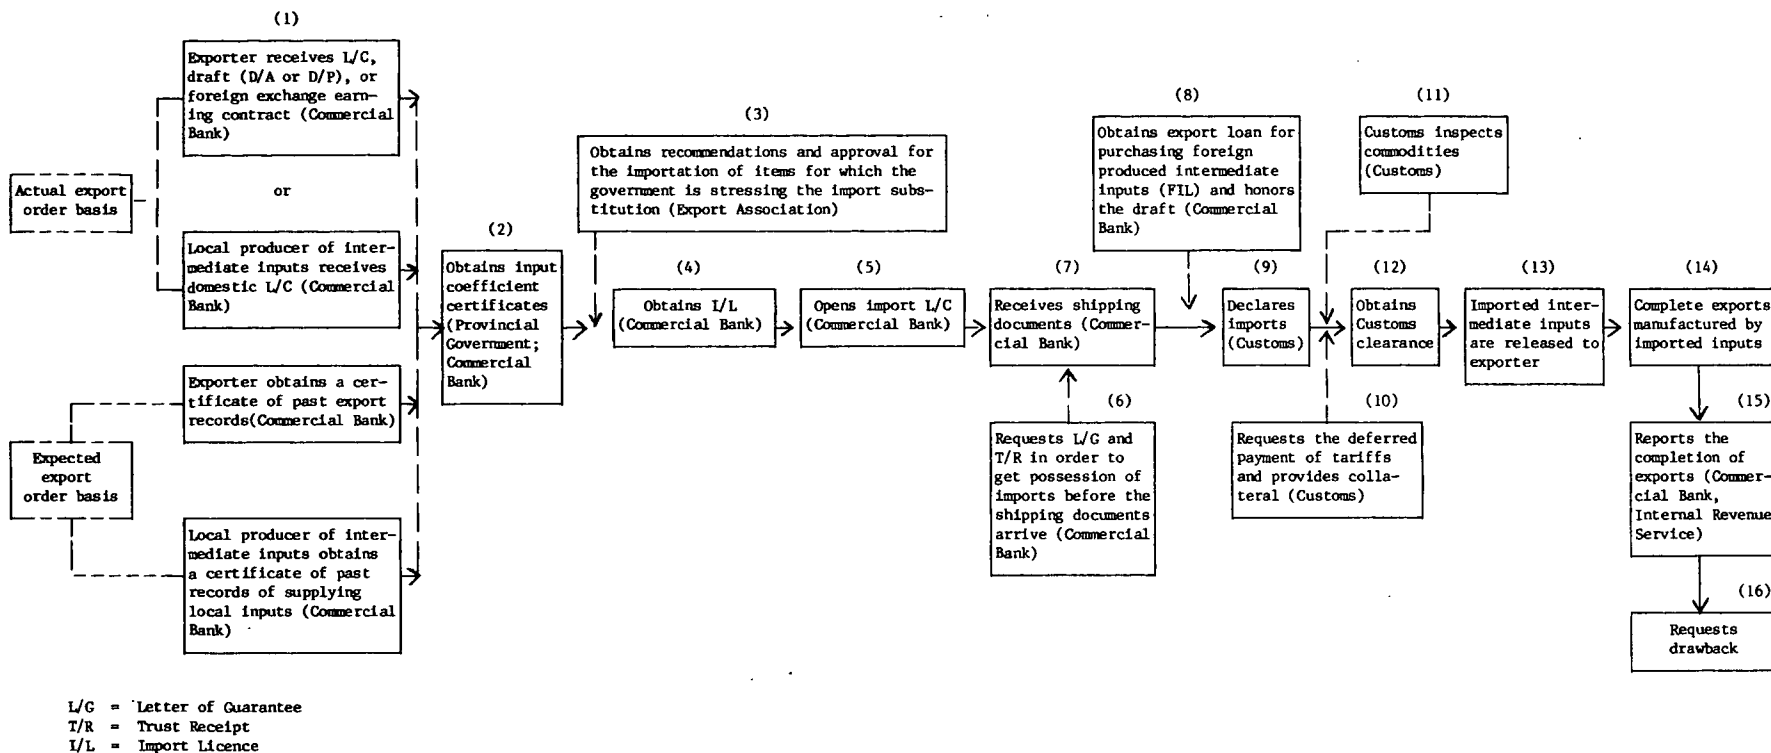 (1)
Exporter receives L/C,
draft (D/A or D/P), or
foreign exchange earn-
ing contract (Commercial
Bank)
Actual export
order basis
or
Local producer of inter-
mediate inputs receives
domestic L/C (Commercial
Bank)
Exporter obtains a cer-
tificate of past export
records(Commercial Bank)
Expected
export
order basis
Local producer of inter-
mediate inputs obtains
a certificate of past
records of supplying
local inputs (Commercial
Bank)
(2)
Obtains input
coefficient
certificates
(Provincial
Government;
Commercial
Bank)
(3)
Obtains recommendations and approval for
the importation of items for which the
government is stressing the import sub-
stitution (Export Association)
(4)
Obtains I/L
(Commercial Bank)
(5)
Opens import L/C
(Commercial Bank)
(7)
Receives shipping
documents (Commer-
cial Bank)
(6)
Requests L/G and
T/R in order to
get possession of
imports before the
shipping documents
arrive (Commercial
Bank)
(8)
Obtains export loan for
purchasing foreign
produced intermediate
inputs (FIL) and honors
the draft (Commercial
Bank)
(9)
Declares
imports
(Customs)
(10)
Requests the deferred
payment of tariffs
and provides colla-
teral (Customs)
(11)
Customs inspects
commodities
(Customs)
(12)
Obtains
Customs
clearance
(13)
Imported inter-
mediate inputs
are released to
exporter
(14)
Complete exports
manufactured by
imported inputs
(15)
Reports the
completion of
exports (Commer-
cial Bank,
Internal Revenue
Service)
(16)
Requests
drawback
L/G = Letter of Guarantee
T/R = Trust Receipt
I/L = Import Licence